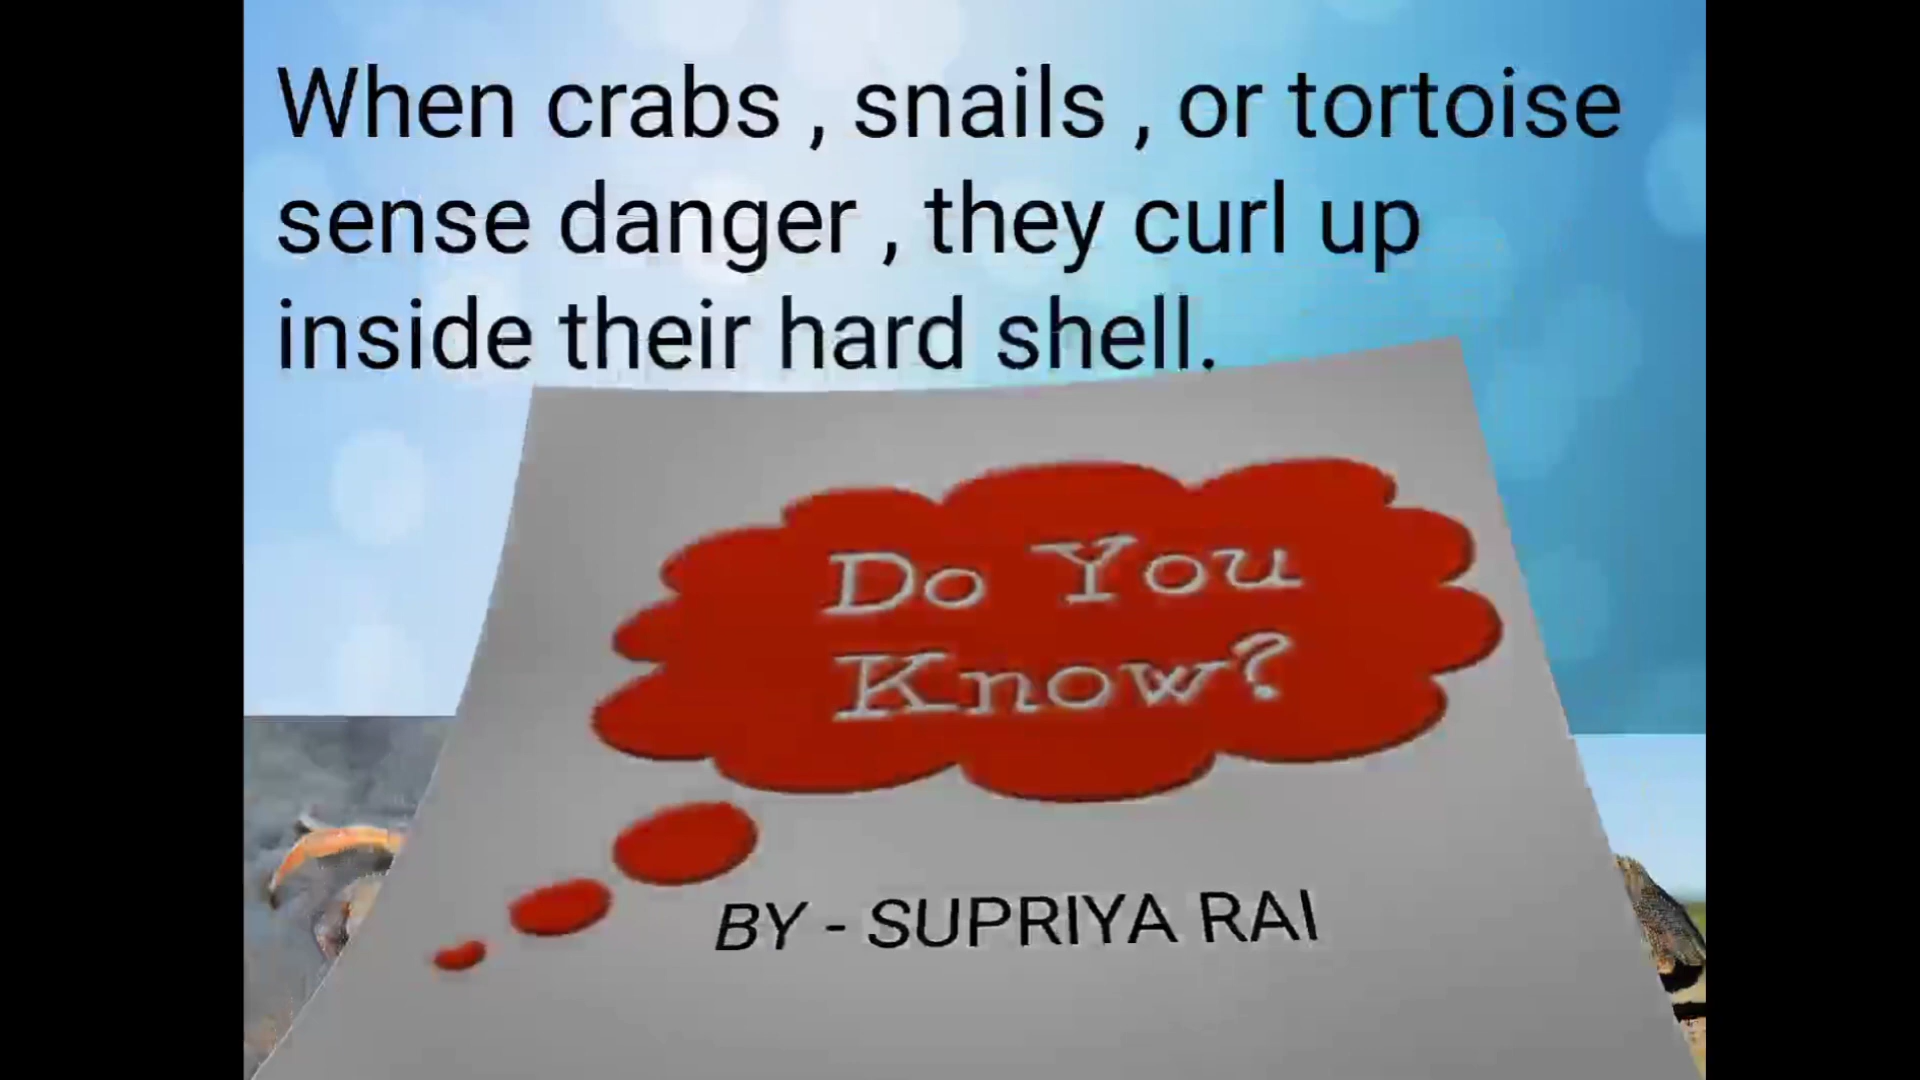 When crabs , snails , or tortoise
sense danger , they curl up
inside their hard shell.
Do You
Know?
BY - SUPRIYA RAI